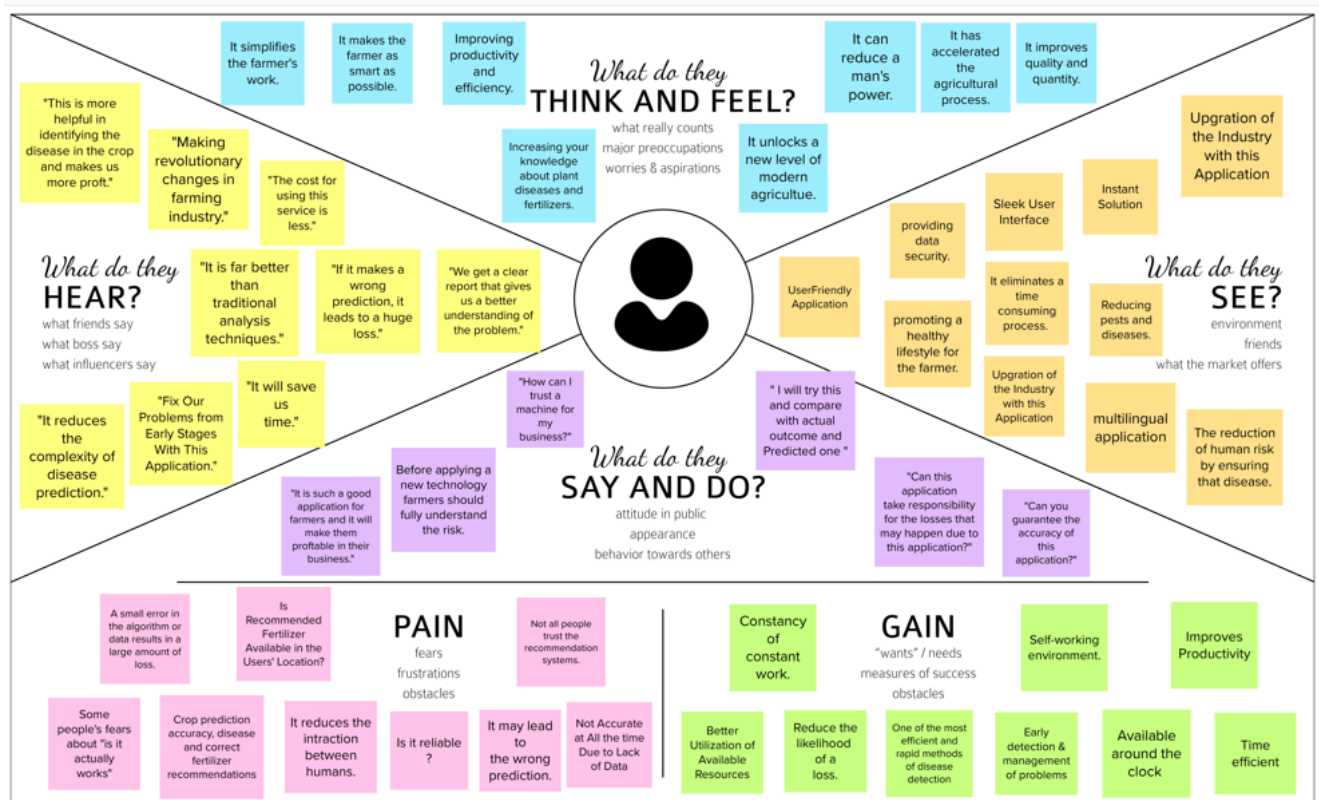 It simplifies
the farmer's
work.
It makes the
farmer as
smart as
possible.
Improving
productivity
and
efficiency.
What do they
THINK AND FEEL?
what really counts
major preoccupations
worries & aspirations
Increasing your
knowledge
about plant
diseases and
fertilizers.
It unlocks a
new level of
modern
agricultue.
It can
reduce a
man's
power.
It has
accelerated
the
agricultural
process.
It improves
quality and
quantity.
"This is more
helpful in
identifying the
disease in the crop
and makes us
more proft."
"Making
revolutionary
changes in
farming
industry."
"The cost for
using this
service is
less."
What do they
HEAR?
what friends say
what boss say
what influencers say
"It is far better
than
traditional
analysis
techniques."
"If it makes a
wrong
prediction, it
leads to a huge
loss."
"We get a clear
report that gives
us a better
understanding of
the problem."
"It reduces
the
complexity of
disease
prediction."
"Fix Our
Problems from
Early Stages
With This
Application."
"It will save
us
time."
Upgration of
the Industry
with this
Application
Instant
Solution
Sleek User
Interface
providing
data
security.
What do they
SEE?
environment
friends
what the market offers
UserFriendly
Application
It eliminates a
time
consuming
process.
Reducing
pests and
diseases.
promoting a
healthy
lifestyle for
the farmer.
Upgration of
the Industry
with this
Application
multilingual
application
The reduction
of human risk
by ensuring
that disease.
"How can I
trust a
machine for
my
business?"
" I will try this
and compare
with actual
outcome and
Predicted one "
What do they
SAY AND DO?
attitude in public
appearance
behavior towards others
"It is such a good
application for
farmers and it will
make them
proftable in their
business."
Before applying a
new technology
farmers should
fully understand
the risk.
"Can this
application
take responsibility
for the losses that
may happen due to
this application?"
"Can you
guarantee the
accuracy of
this
application?"
PAIN
fears
frustrations
obstacles
A small error in
the algorithm or
data results in a
large amount of
loss.
Is
Recommended
Fertilizer
Available in the
Users' Location?
Not all people
trust the
recommendation
systems.
Some
people's fears
about "is it
actually
works"
Crop prediction
accuracy, disease
and correct
fertilizer
recommendations
It reduces the
intraction
between
humans.
Is it reliable
?
It may lead
to
the wrong
prediction.
Not Accurate
at All the time
Due to Lack
of Data
GAIN
"wants" / needs
measures of success
obstacles
Constancy
of
constant
work.
Self-working
environment.
Improves
Productivity
Better
Utilization of
Available
Resources
Reduce the
likelihood
of a
loss.
One of the most
efficient and
rapid methods
of disease
detection
Early
detection &
management
of problems
Available
around the
clock
Time
efficient